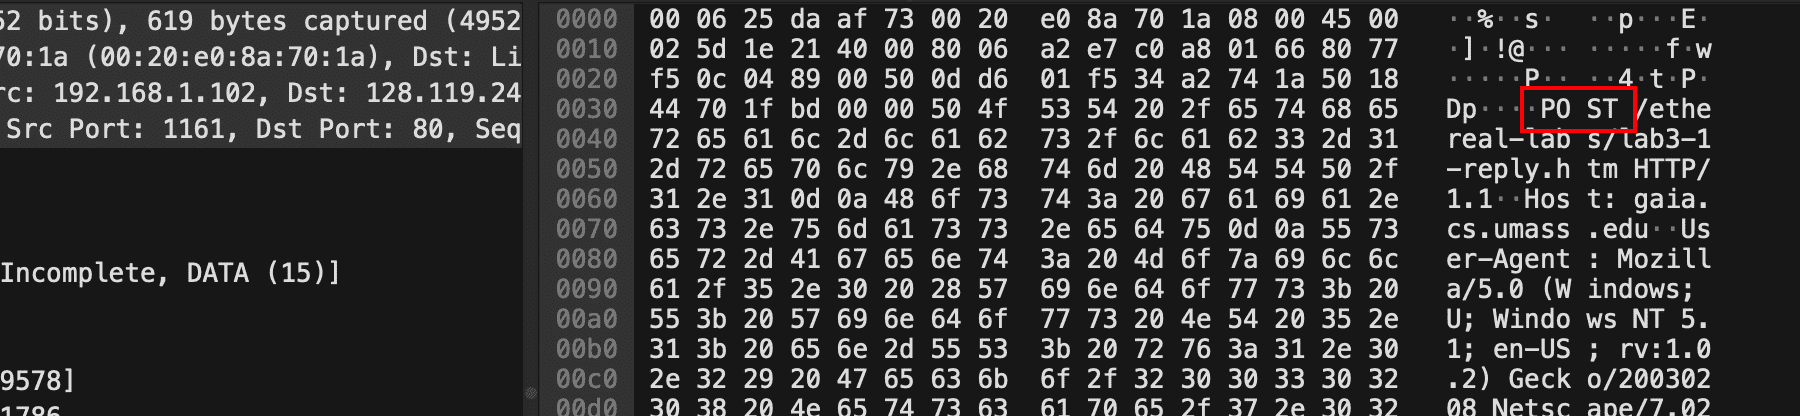 52 bits), 619 bytes captured (4952
70:1a (00:20:e0:8a:70:1a), Dst: Li
rc: 192.168.1.102, Dst: 128.119.24
Src Port: 1161, Dst Port: 80, Seq
Incomplete, DATA (15)]
9578]
1786
0000 00 06 25 da af 73 00 20 e0 8a 70 1a 08 00 45 00 ··%··s· ··p···E·
0010 02 5d 1e 21 40 00 80 06 a2 e7 c0 a8 01 66 80 77 ·]·!@··· ·····f·w
0020 f5 0c 04 89 00 50 0d d6 01 f5 34 a2 74 1a 50 18 ·····P·· ··4·t·P·
0030 44 70 1f bd 00 00 50 4f 53 54 20 2f 65 74 68 65 Dp····PO ST /ethe
0040 72 65 61 6c 2d 6c 61 62 73 2f 6c 61 62 33 2d 31 real-lab s/lab3-1
0050 2d 72 65 70 6c 79 2e 68 74 6d 20 48 54 54 50 2f -reply.h tm HTTP/
0060 31 2e 31 0d 0a 48 6f 73 74 3a 20 67 61 69 61 2e 1.1··Hos t: gaia.
0070 63 73 2e 75 6d 61 73 73 2e 65 64 75 0d 0a 55 73 cs.umass .edu··Us
0080 65 72 2d 41 67 65 6e 74 3a 20 4d 6f 7a 69 6c 6c er-Agent : Mozill
0090 61 2f 35 2e 30 20 28 57 69 6e 64 6f 77 73 3b 20 a/5.0 (W indows;
00a0 55 3b 20 57 69 6e 64 6f 77 73 20 4e 54 20 35 2e U; Windo ws NT 5.
00b0 31 3b 20 65 6e 2d 55 53 3b 20 72 76 3a 31 2e 30 1; en-US ; rv:1.0
00c0 2e 32 29 20 47 65 63 6b 6f 2f 32 30 30 33 30 32 .2) Geck o/200302
00d0 30 38 20 4e 65 74 73 63 61 70 65 2f 37 2e 30 32 08 Netsc ape/7.02